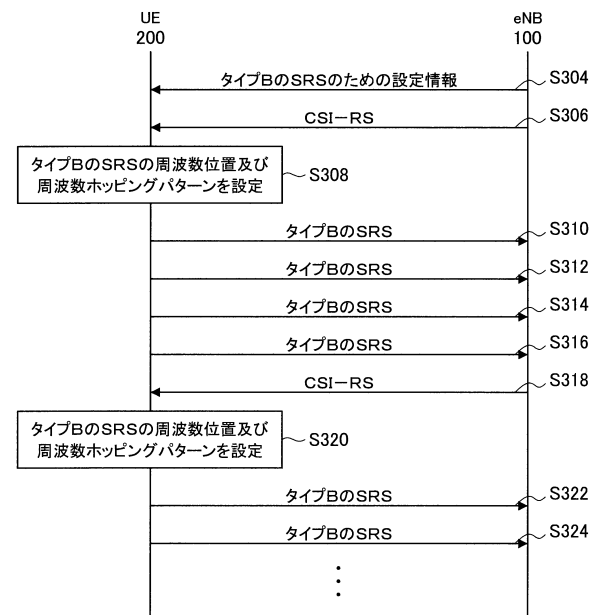 UE
200
eNB
100
タイプBのSRSのための設定情報
S304
CSI-RS
S306
タイプBのSRSの周波数位置及び
周波数ホッピングパターンを設定
S308
タイプBのSRS
S310
タイプBのSRS
S312
タイプBのSRS
S314
タイプBのSRS
S316
CSI-RS
S318
タイプBのSRSの周波数位置及び
周波数ホッピングパターンを設定
S320
タイプBのSRS
S322
タイプBのSRS
S324